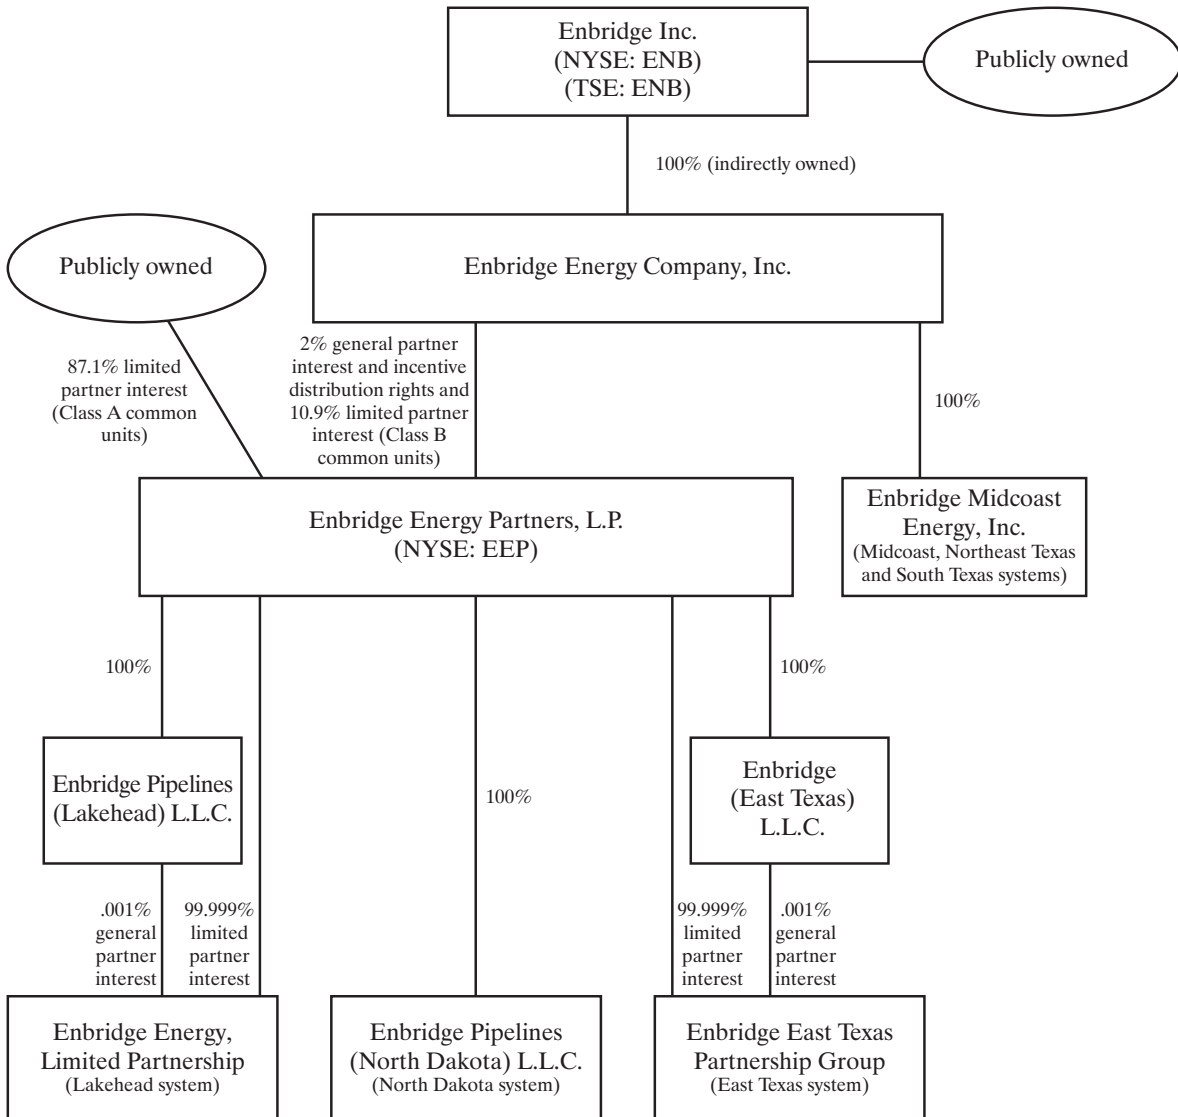 Enbridge Inc.
(NYSE: ENB)
(TSE: ENB)
Publicly owned
100% (indirectly owned)
Publicly owned
Enbridge Energy Company, Inc.
87.1% limited
partner interest
(Class A common
units)
2% general partner
interest and incentive
distribution rights and
10.9% limited partner
interest (Class B
common units)
100%
Enbridge Energy Partners, L.P.
(NYSE: EEP)
Enbridge Midcoast
Energy, Inc.
(Midcoast, Northeast Texas
and South Texas systems)
100%
100%
Enbridge Pipelines
(Lakehead) L.L.C.
100%
Enbridge
(East Texas)
L.L.C.
.001%
general
partner
interest
99.999%
limited
partner
interest
99.999%
limited
partner
interest
.001%
general
partner
interest
Enbridge Energy,
Limited Partnership
(Lakehead system)
Enbridge Pipelines
(North Dakota) L.L.C.
(North Dakota system)
Enbridge East Texas
Partnership Group
(East Texas system)